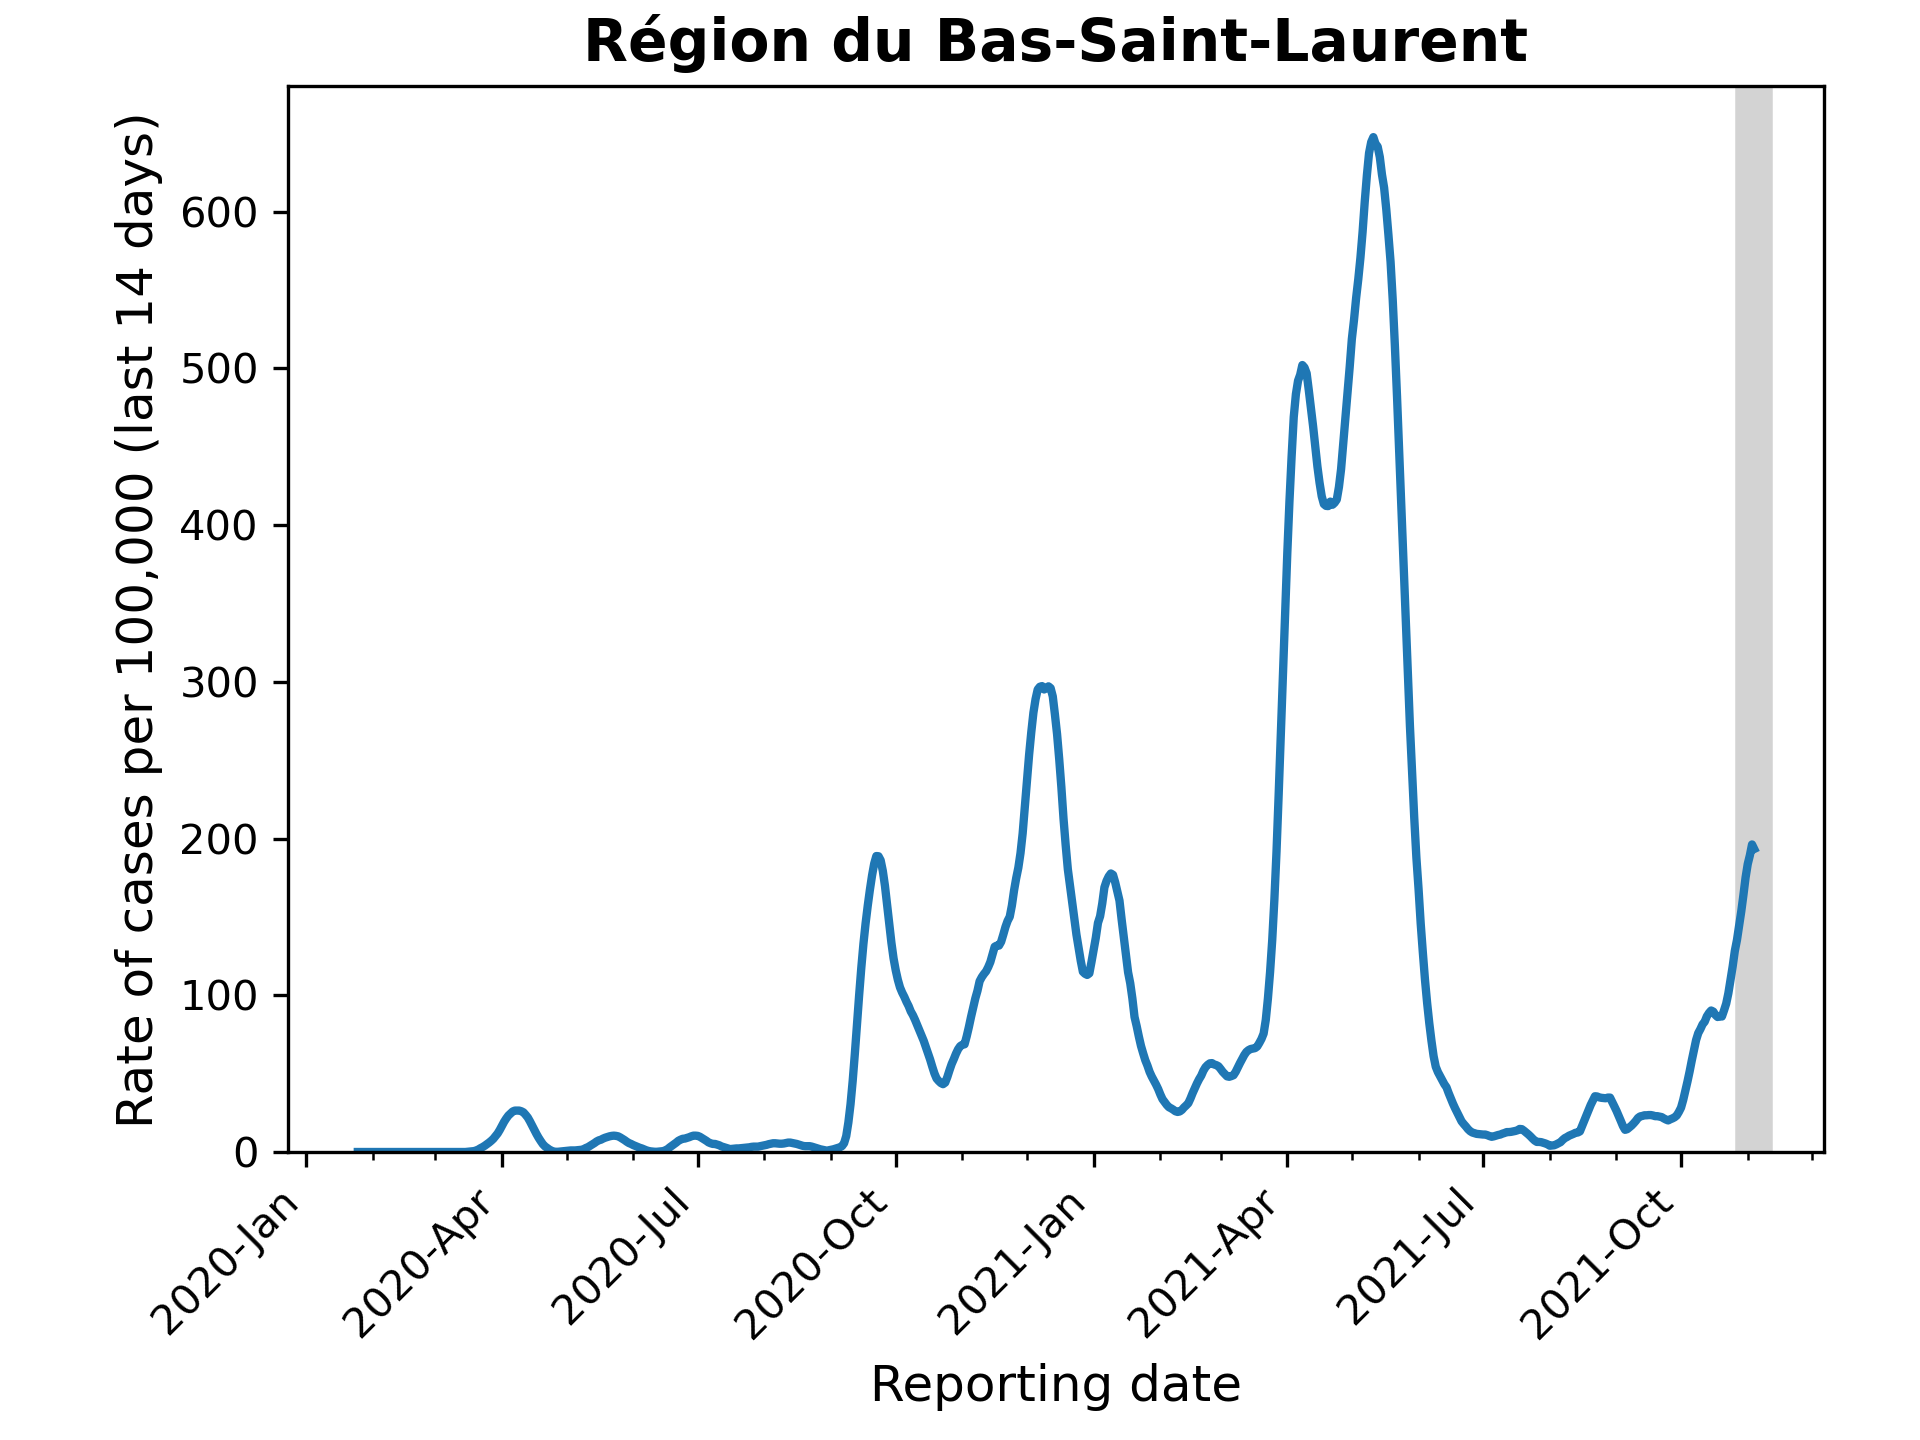 Région du Bas-Saint-Laurent
Rate of cases per 100,000 (last 14 days)
600
500
400
300
200
100
0
2020-Jan
2020-Apr
2020-Jul
2020-Oct
2021-Jan
2021-Apr
2021-Jul
2021-Oct
Reporting date